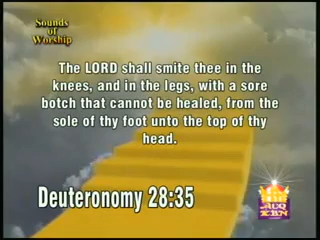 Sounds
of
Worship
The LORD shall smite thee in the
knees, and in the legs, with a sore
botch that cannot be healed, from the
sole of thy foot unto the top of thy
head.
Deuteronomy 28:35